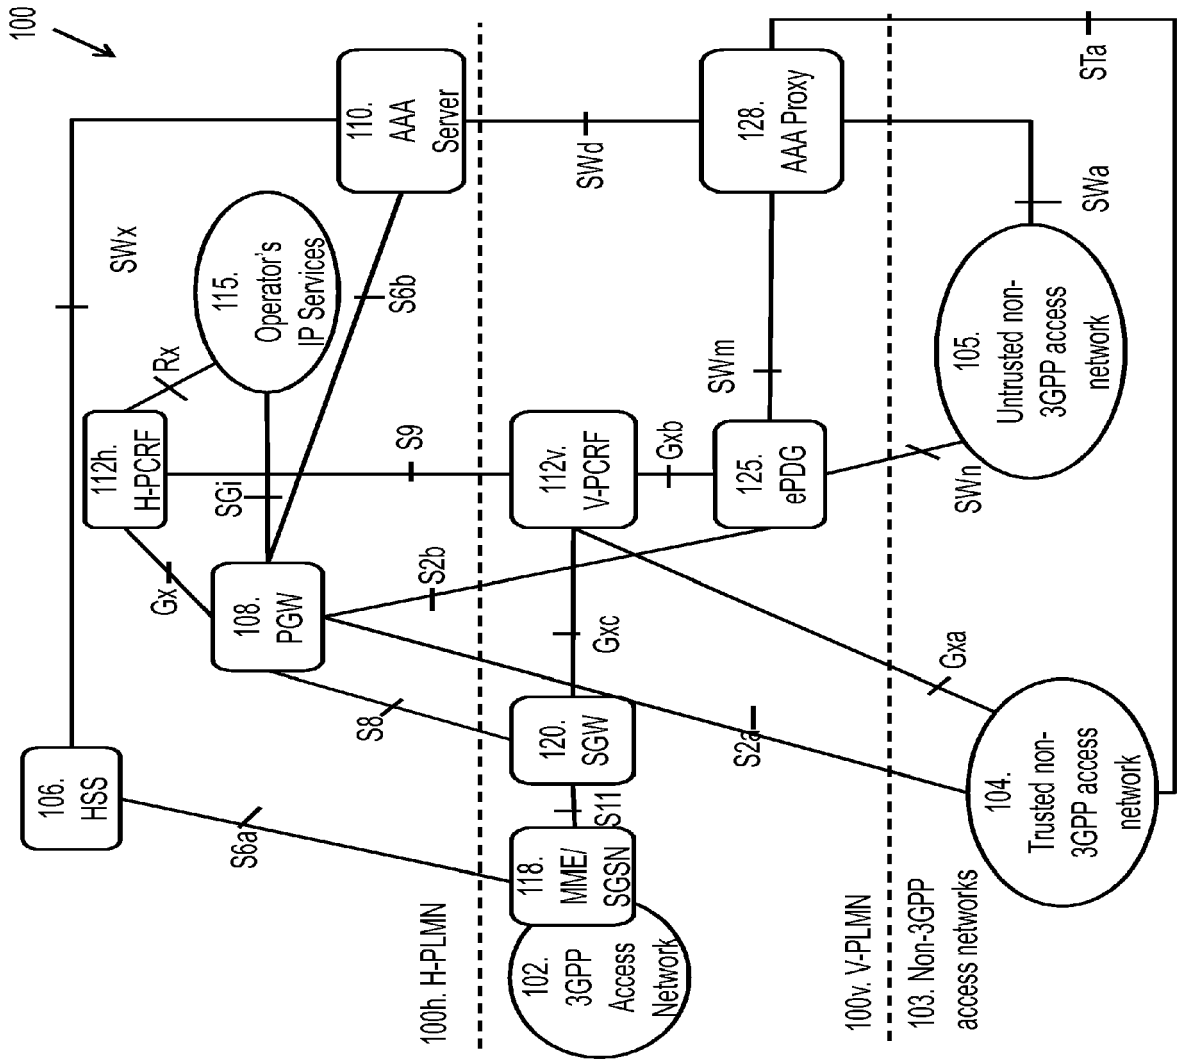 100
106.
HSS
SWx
112h.
H-PCRF
Rx
Gx
115.
Operator's
IP Services
110.
AAA
Server
108.
PGW
SGi
S6b
S6a
S8
S2b
S9
100h. H-PLMN
102.
3GPP
Access
Network
118.
MME/
SGSN
S11
120.
SGW
Gxc
112v.
V-PCRF
Gxb
SWd
125.
ePDG
SWm
128.
AAA Proxy
S2a
100v. V-PLMN
103. Non-3GPP
access networks
Gxa
SWn
SWa
STa
104.
Trusted non-
3GPP access
network
105.
Untrusted non-
3GPP access
network